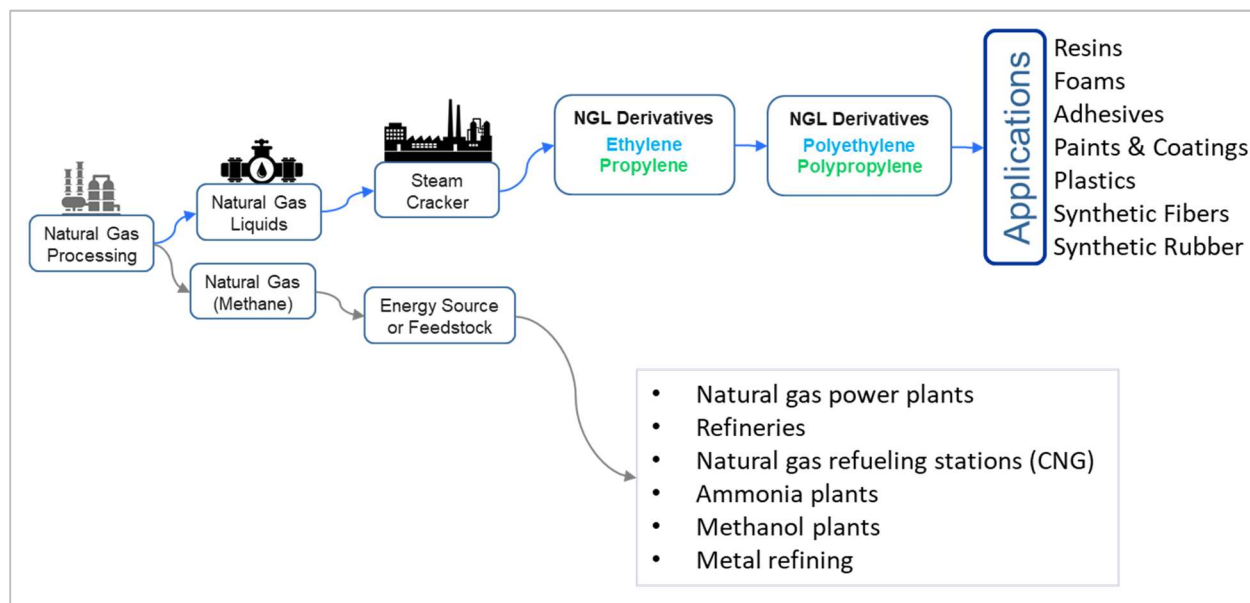 Natural Gas
Processing
Natural Gas
Liquids
Steam
Cracker
NGL Derivatives
Ethylene
Propylene
NGL Derivatives
Polyethylene
Polypropylene
Applications
Resins
Foams
Adhesives
Paints & Coatings
Plastics
Synthetic Fibers
Synthetic Rubber
Natural Gas
(Methane)
Energy Source
or Feedstock
• Natural gas power plants
• Refineries
• Natural gas refueling stations (CNG)
• Ammonia plants
• Methanol plants
• Metal refining